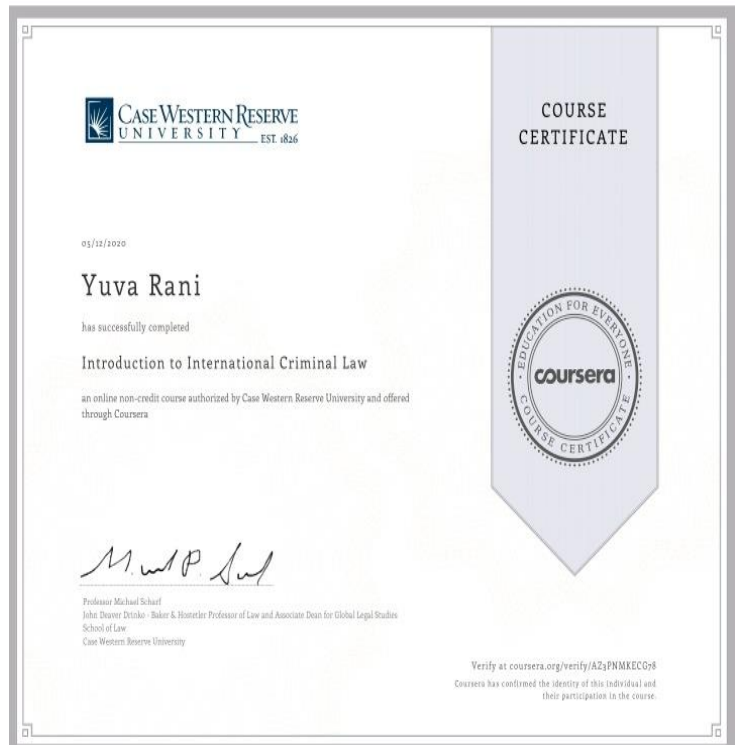 CASE WESTERN RESERVE
UNIVERSITY EST. 1826
05/12/2020
Yuva Rani
has successfully completed
Introduction to International Criminal Law
an online non-credit course authorized by Case Western Reserve University and offered
through Coursera
Professor Michael Scharf
John Deaver Drinko - Baker & Hostetler Professor of Law and Associate Dean for Global Legal Studies
School of Law
Case Western Reserve University
COURSE
CERTIFICATE
EDUCATION FOR EVERYONE
coursera
COURSE CERTIFICATE
Verify at coursera.org/verify/AZ3PNMKECG78
Coursera has confirmed the identity of this individual and
their participation in the course.